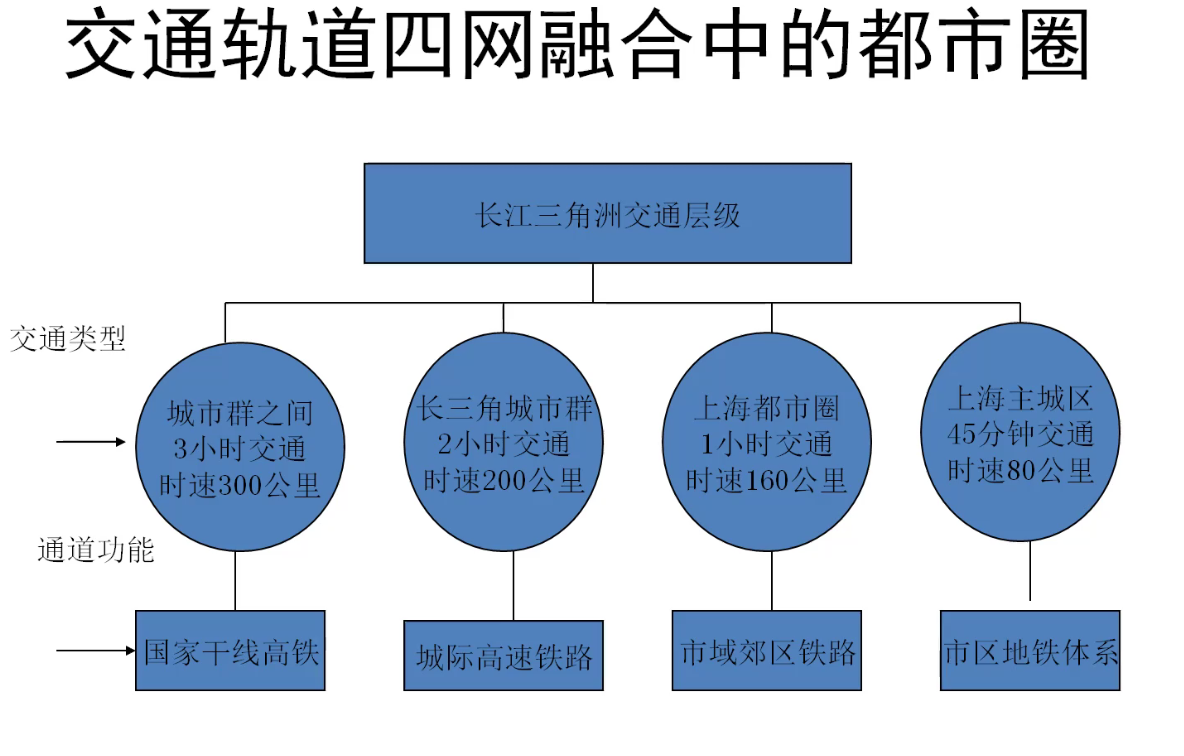 交通轨道四网融合中的都市圈
长江三角洲交通层级
交通类型
城市群之间
3小时交通
时速300公里
长三角城市群
2小时交通
时速200公里
上海都市圈
1小时交通
时速160公里
上海主城区
45分钟交通
时速80公里
通道功能
国家干线高铁
城际高速铁路
市域郊区铁路
市区地铁体系